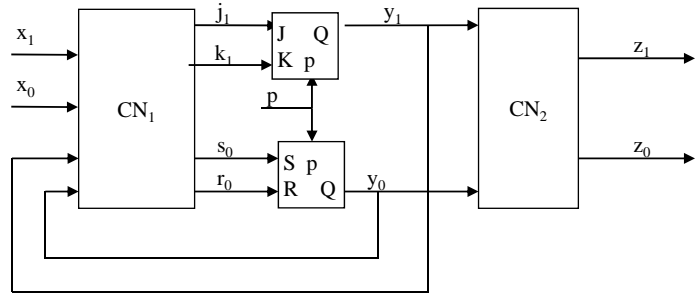 x₁
x₀
CN₁
j₁
k₁
J Q
K p
p
s₀
r₀
S p
R Q
y₁
y₀
CN₂
z₁
z₀